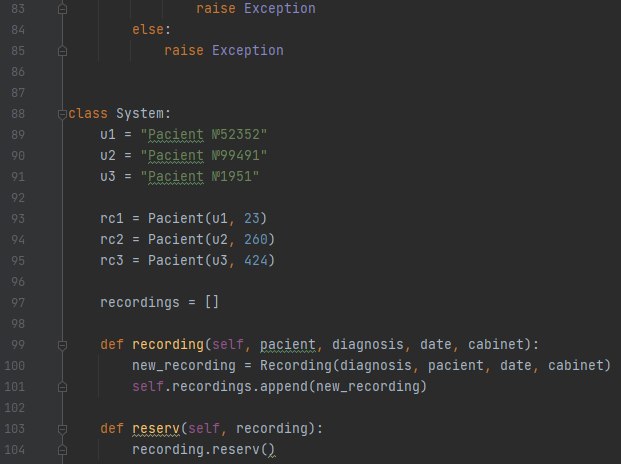 83 raise Exception
84 else:
85 raise Exception
86
87
88 class System:
89 u1 = "Pacient №52352"
90 u2 = "Pacient №99491"
91 u3 = "Pacient №1951"
92
93 rc1 = Pacient(u1, 23)
94 rc2 = Pacient(u2, 260)
95 rc3 = Pacient(u3, 424)
96
97 recordings = []
98
99 def recording(self, pacient, diagnosis, date, cabinet):
100 new_recording = Recording(diagnosis, pacient, date, cabinet)
101 self.recordings.append(new_recording)
102
103 def reserv(self, recording):
104 recording.reserv()